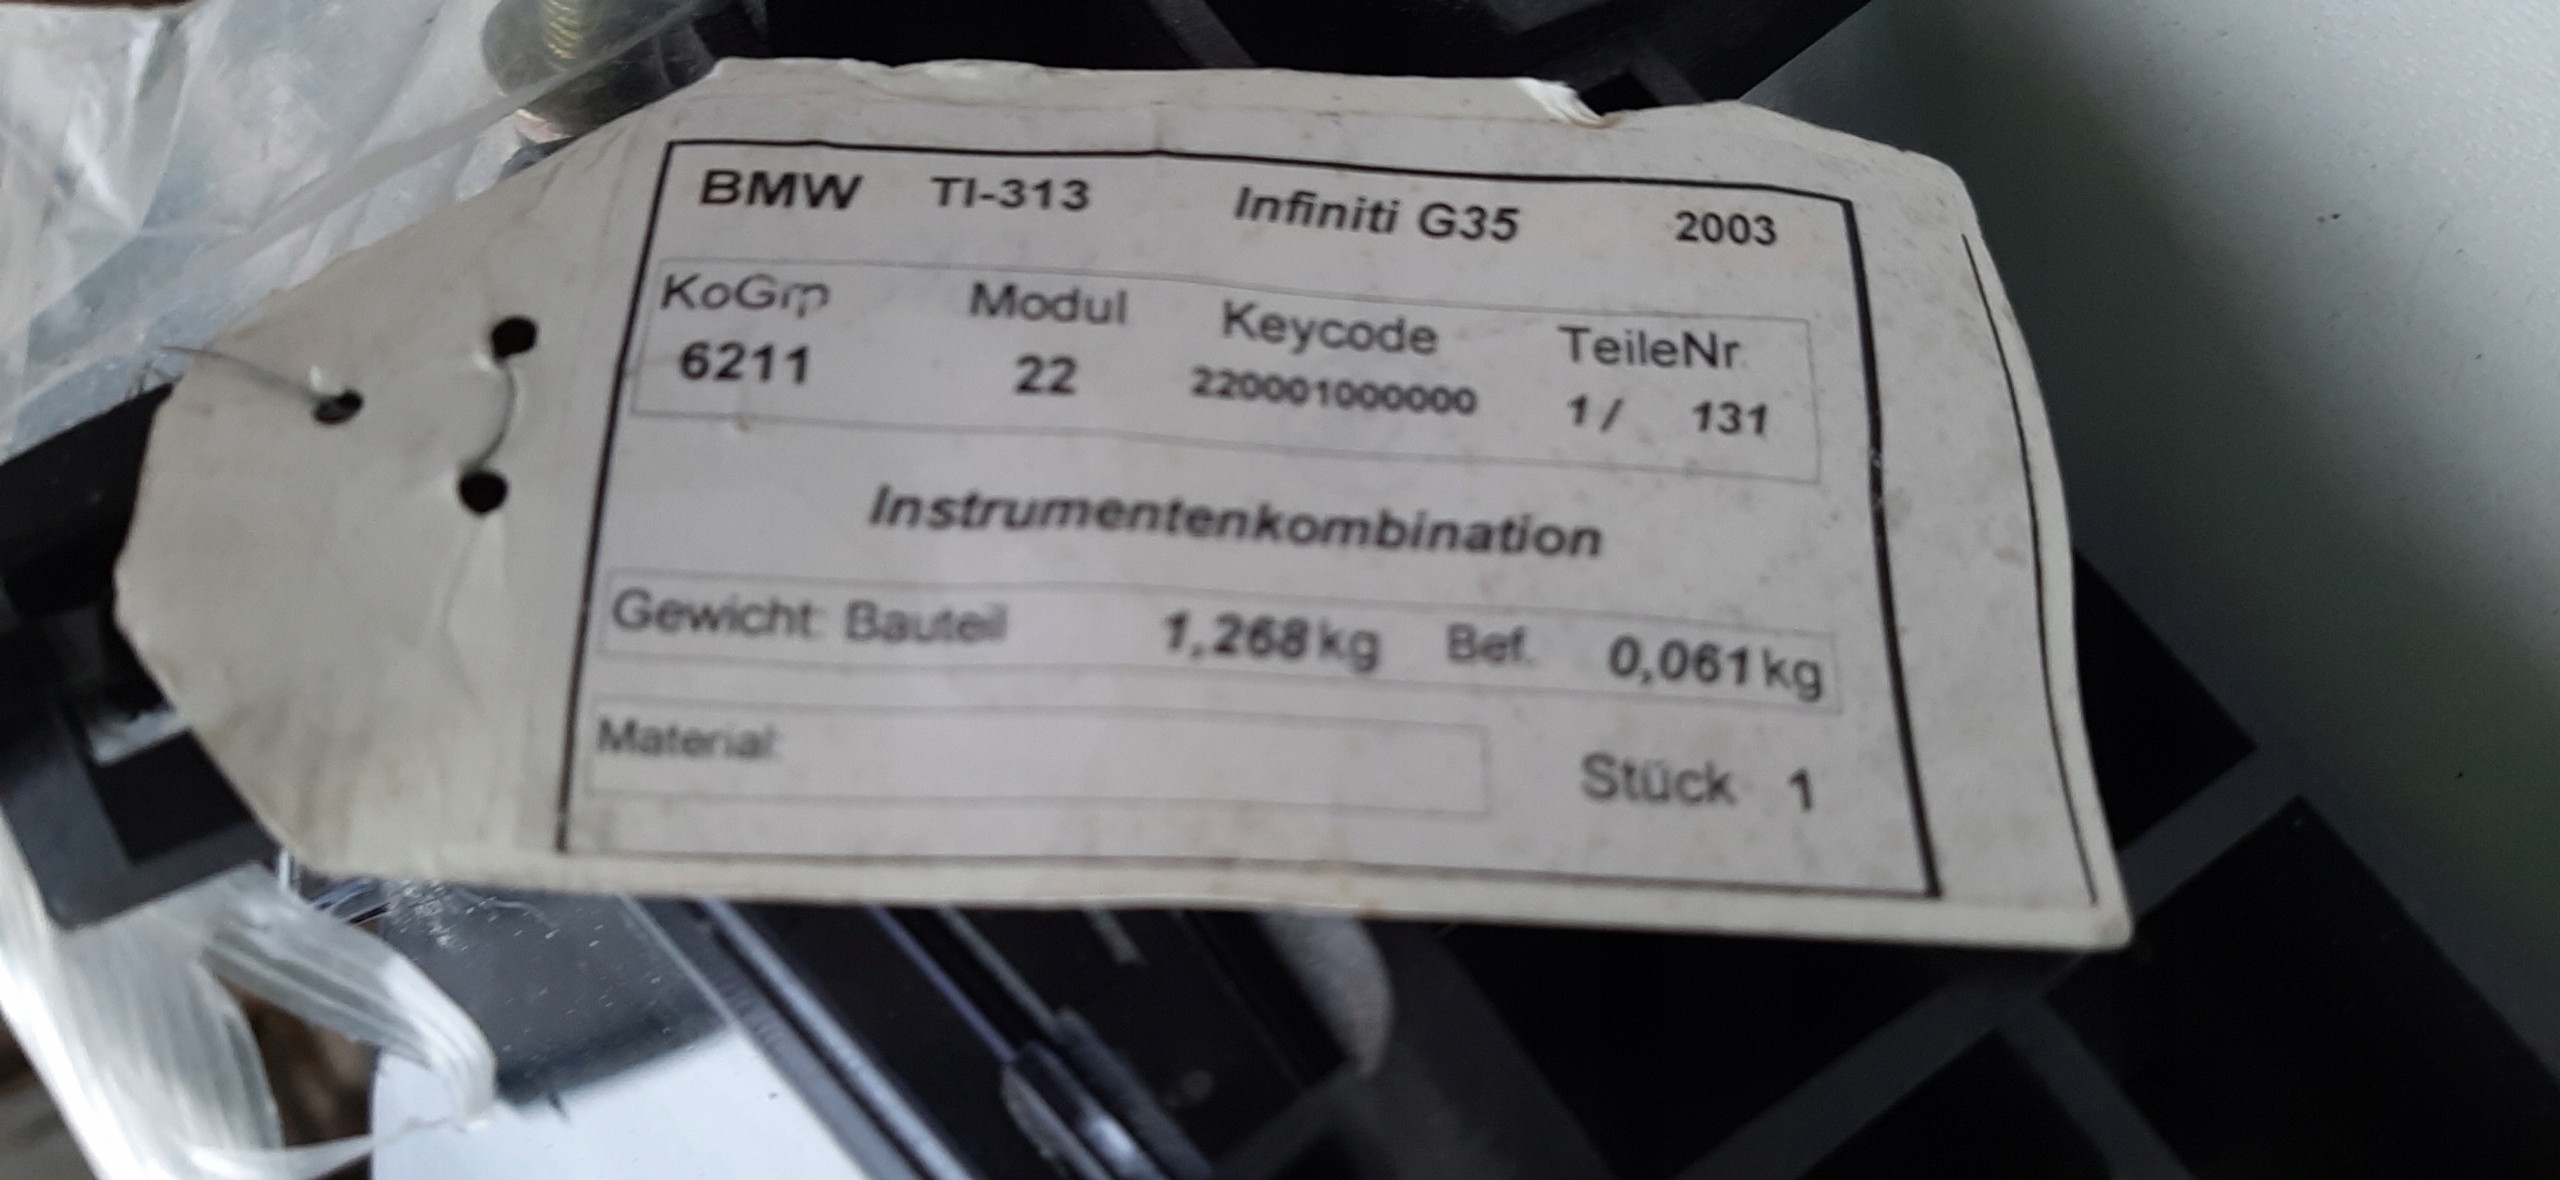 BMW TI-313 Infiniti G35 2003
KoGrp Modul Keycode TeileNr
6211 22 220001000000 1 / 131
Instrumentenkombination
Gewicht: Bauteil 1,268 kg Bef. 0,061 kg
Material:
Stück 1